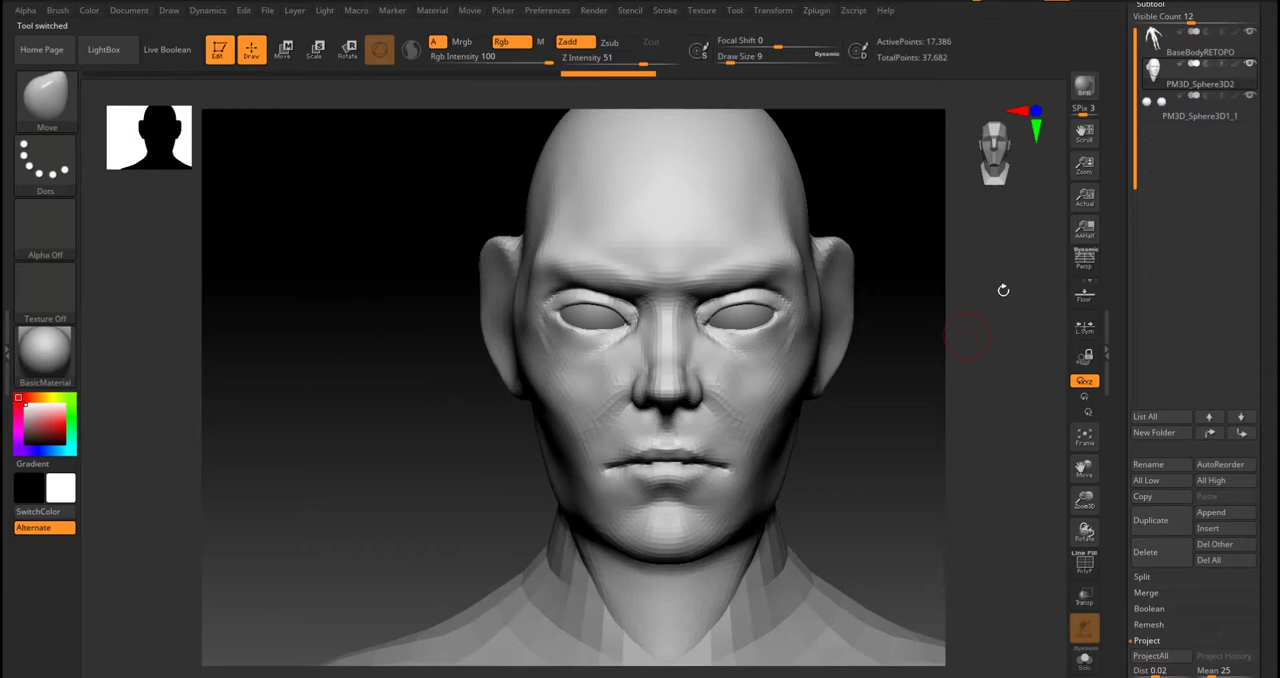 Alpha Brush Color Document Draw Dynamics Edit File Layer Light Macro Marker Material Movie Picker Preferences Render Stencil Stroke Texture Tool Transform Zplugin Zscript Help
Tool switched
Home Page LightBox Live Boolean Edit Draw Move Scale Rotate
A Mrgb Rgb M Zadd Zsub Zcut
Rgb Intensity 100 Z Intensity 51
S Focal Shift 0
Draw Size 9 Dynamic D
ActivePoints: 17,386
TotalPoints: 37,682
Move
Dots
Alpha Off
Texture Off
BasicMaterial
Gradient
SwitchColor
Alternate
BPR
SPix 3
Scroll
Zoom
Actual
AAHalf
Dynamic
Persp
Floor
L.Sym
XYZ
Frame
Move
Zoom3D
Rotate
Line Fill
PolyF
Transp
Dynamic
Solo
Subtool
Visible Count 12
BaseBodyRETOPO
PM3D_Sphere3D2
PM3D_Sphere3D1_1
List All
New Folder
Rename AutoReorder
All Low All High
Copy Paste
Duplicate Append
Insert
Delete Del Other
Del All
Split
Merge
Boolean
Remesh
Project
ProjectAll Project History
Dist 0.02 Mean 25